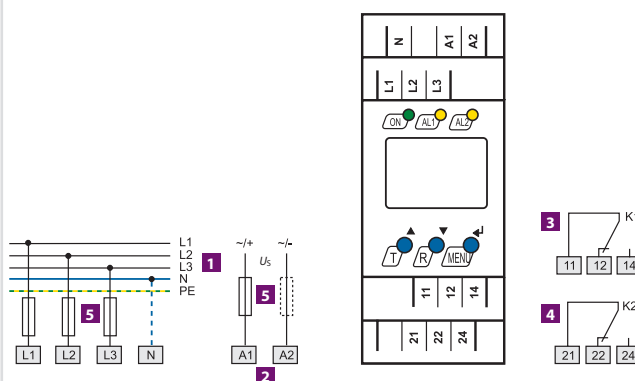 N A1 A2
L1 L2 L3
ON AL1 AL2
T R MENU
11 12 14
21 22 24
L1
L2
L3
N
PE
1
5
L1 L2 L3 N
~/+ ~/-
Us
5
A1 A2
2
3
K1
11 12 14
4
K2
21 22 24